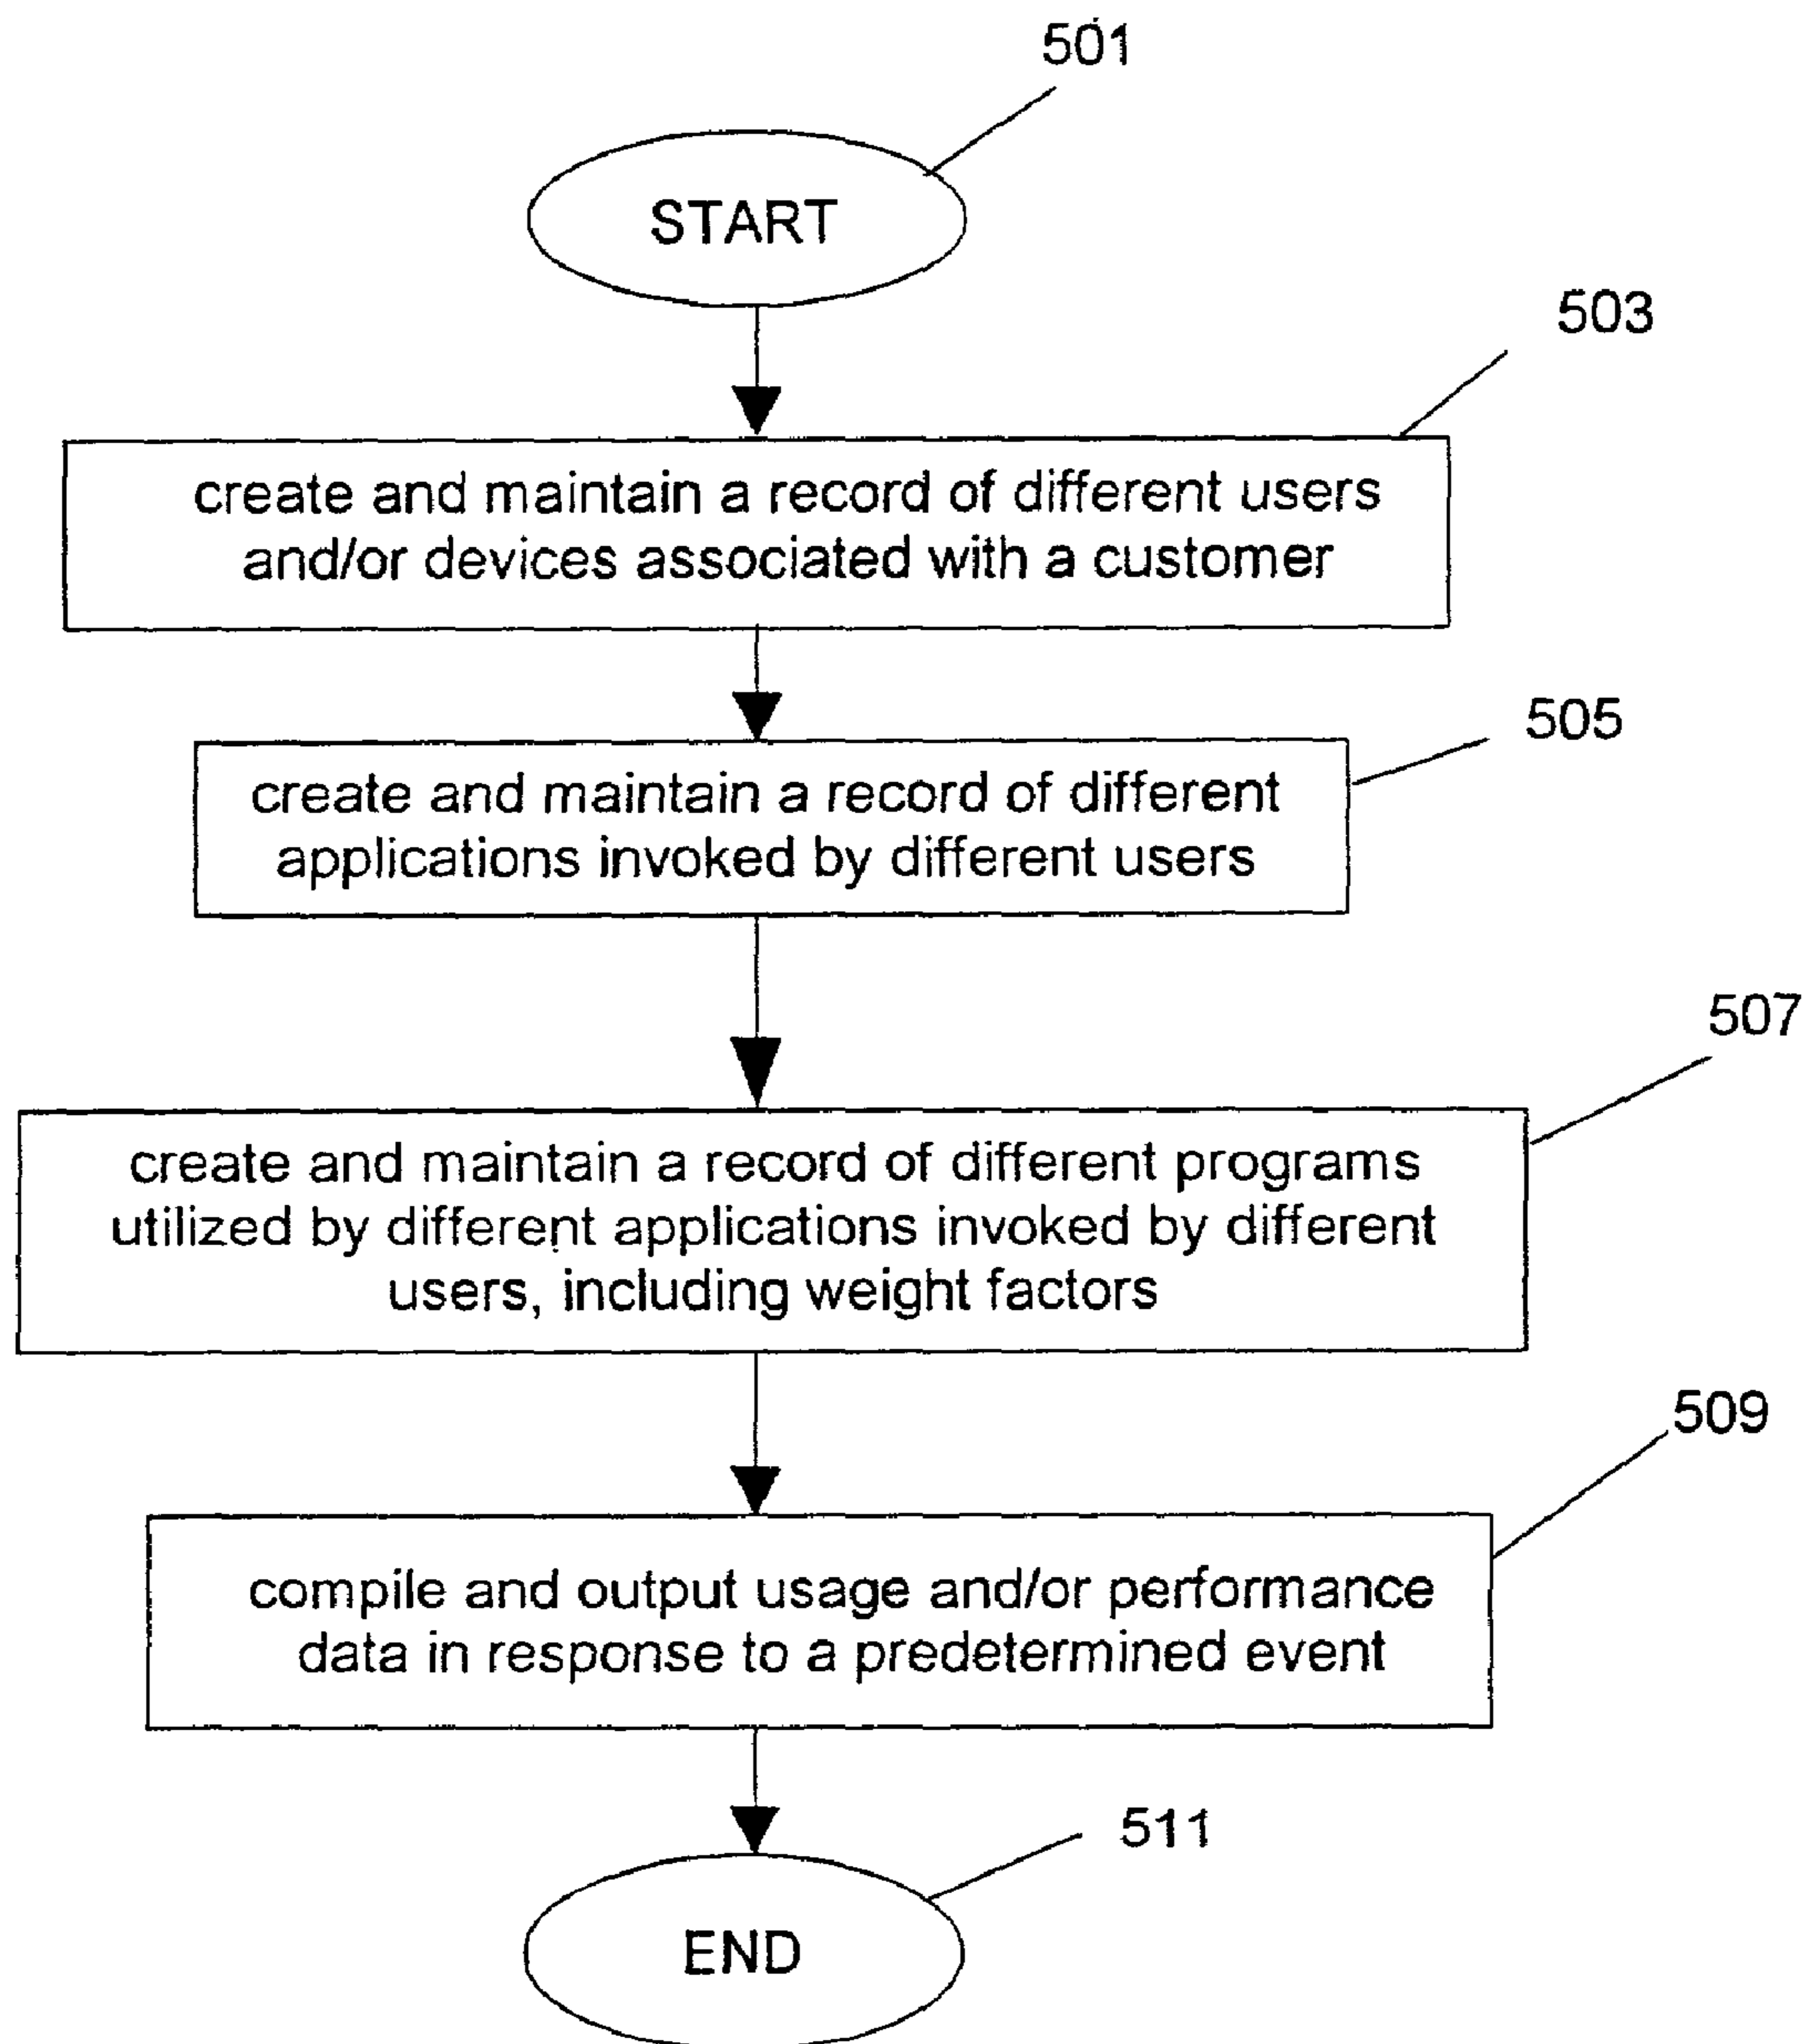 501
START
503
create and maintain a record of different users
and/or devices associated with a customer
505
create and maintain a record of different
applications invoked by different users
507
create and maintain a record of different programs
utilized by different applications invoked by different
users, including weight factors
509
compile and output usage and/or performance
data in response to a predetermined event
511
END